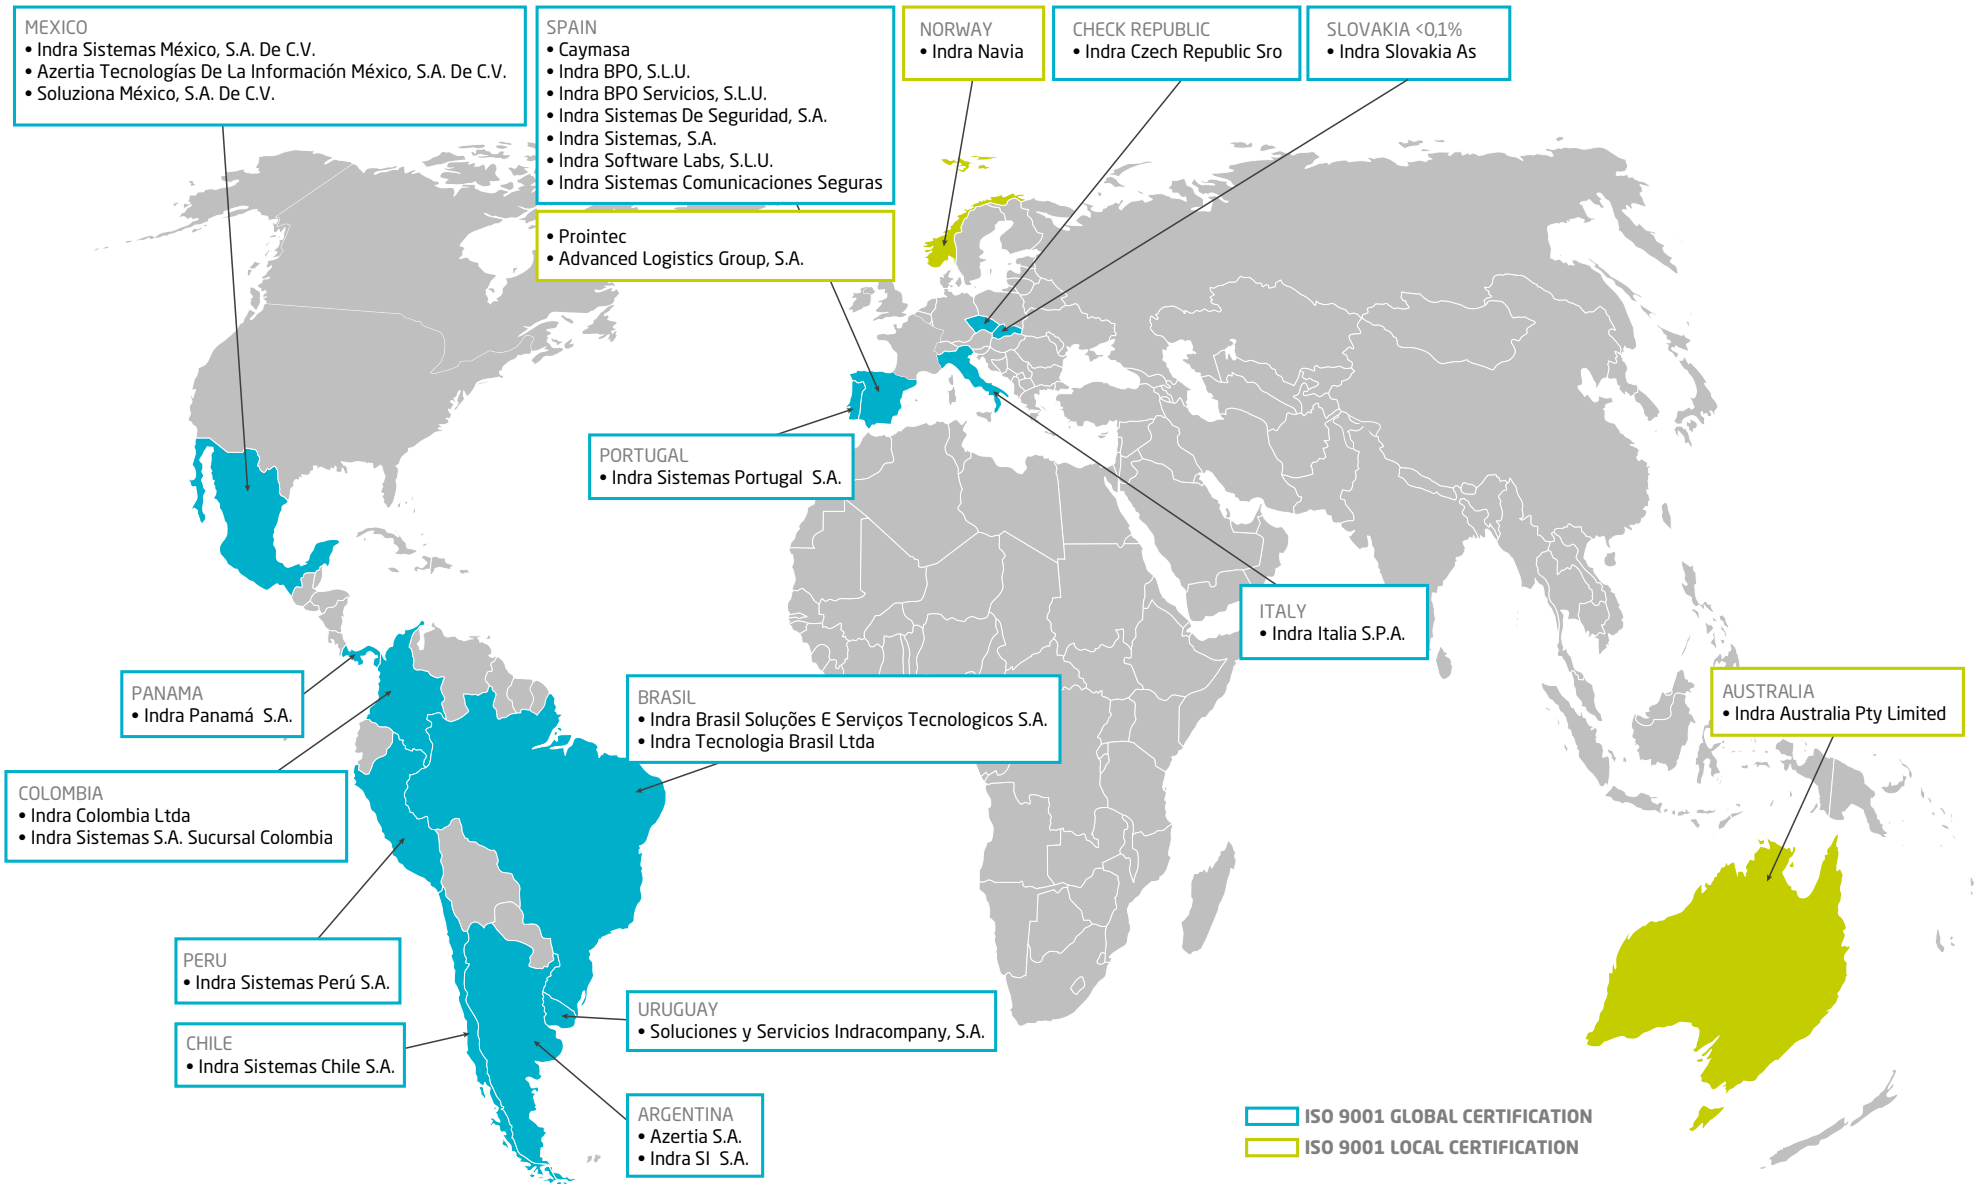 MEXICO
• Indra Sistemas México, S.A. De C.V.
• Azertia Tecnologías De La Información México, S.A. De C.V.
• Soluziona México, S.A. De C.V.
SPAIN
• Caymasa
• Indra BPO, S.L.U.
• Indra BPO Servicios, S.L.U.
• Indra Sistemas De Seguridad, S.A.
• Indra Sistemas, S.A.
• Indra Software Labs, S.L.U.
• Indra Sistemas Comunicaciones Seguras
• Prointec
• Advanced Logistics Group, S.A.
NORWAY
• Indra Navia
CHECK REPUBLIC
• Indra Czech Republic Sro
SLOVAKIA <0,1%
• Indra Slovakia As
PORTUGAL
• Indra Sistemas Portugal S.A.
ITALY
• Indra Italia S.P.A.
PANAMA
• Indra Panamá S.A.
BRASIL
• Indra Brasil Soluções E Serviços Tecnologicos S.A.
• Indra Tecnologia Brasil Ltda
AUSTRALIA
• Indra Australia Pty Limited
COLOMBIA
• Indra Colombia Ltda
• Indra Sistemas S.A. Sucursal Colombia
PERU
• Indra Sistemas Perú S.A.
URUGUAY
• Soluciones y Servicios Indracompany, S.A.
CHILE
• Indra Sistemas Chile S.A.
ARGENTINA
• Azertia S.A.
• Indra SI S.A.
ISO 9001 GLOBAL CERTIFICATION
ISO 9001 LOCAL CERTIFICATION